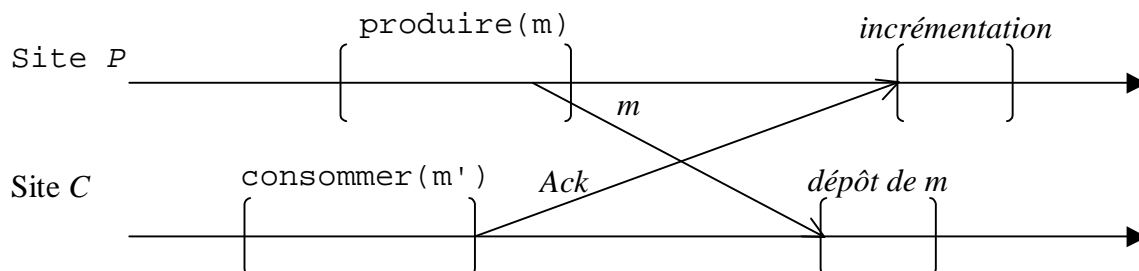 produire(m)
incrémentation
Site P
m
Site C
consommer(m')
Ack
dépôt de m